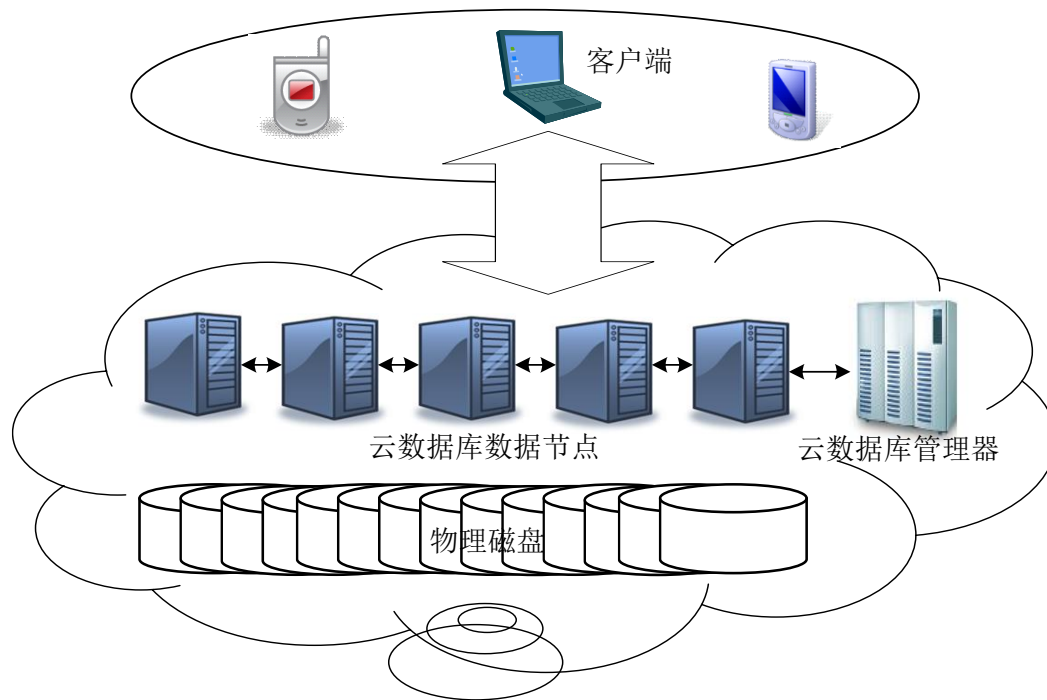 客户端
云数据库数据节点
云数据库管理器
物理磁盘